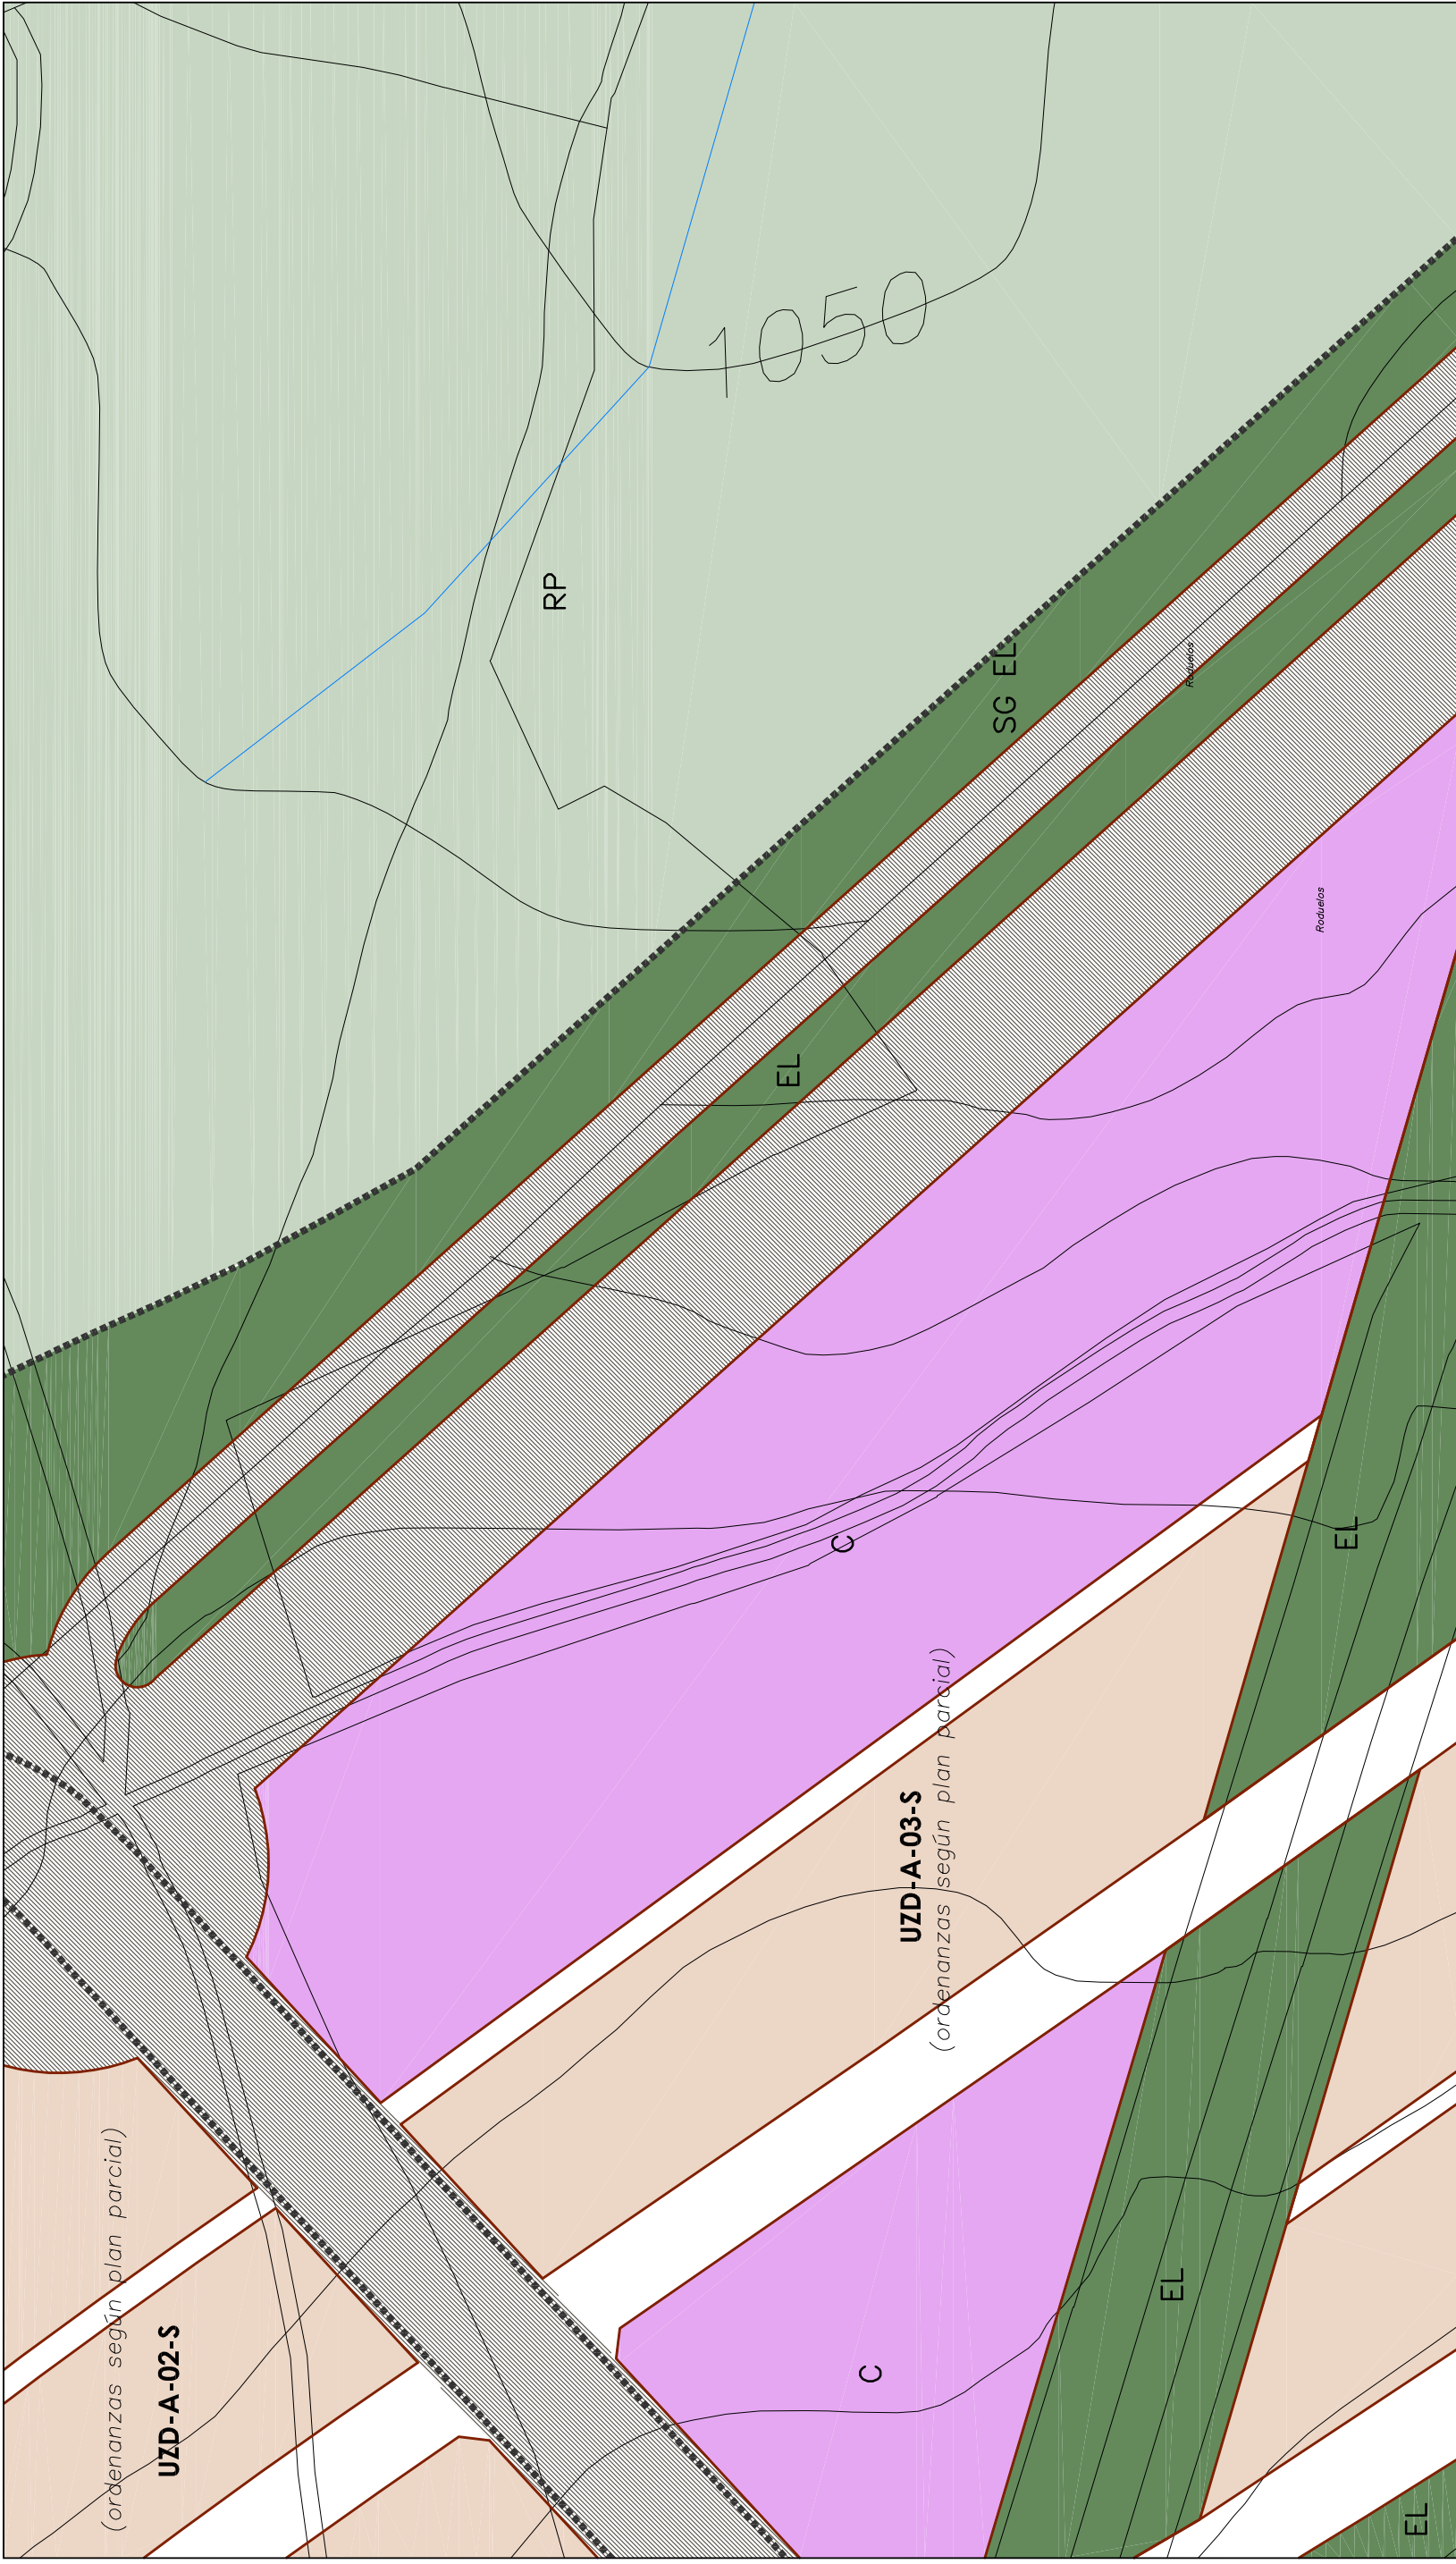 1050
RP
SG EL
Roduelos
Roduelos
EL
C
EL
UZD-A-03-S
(ordenanzas según plan parcial)
(ordenanzas según plan parcial)
UZD-A-02-S
EL
C
EL